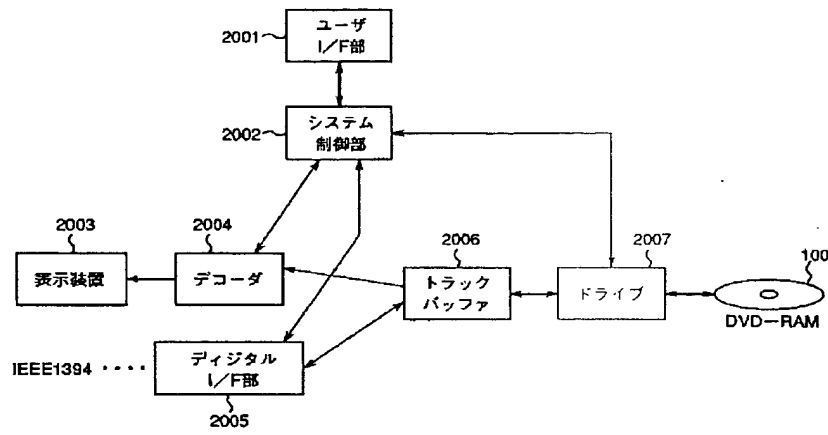 2001
ユーザ
I/F部
2002
システム
制御部
2003
表示装置
2004
デコーダ
2006
トラック
バッファ
2007
ドライブ
100
DVD-RAM
IEEE1394 ・・・・
ディジタル
I/F部
2005